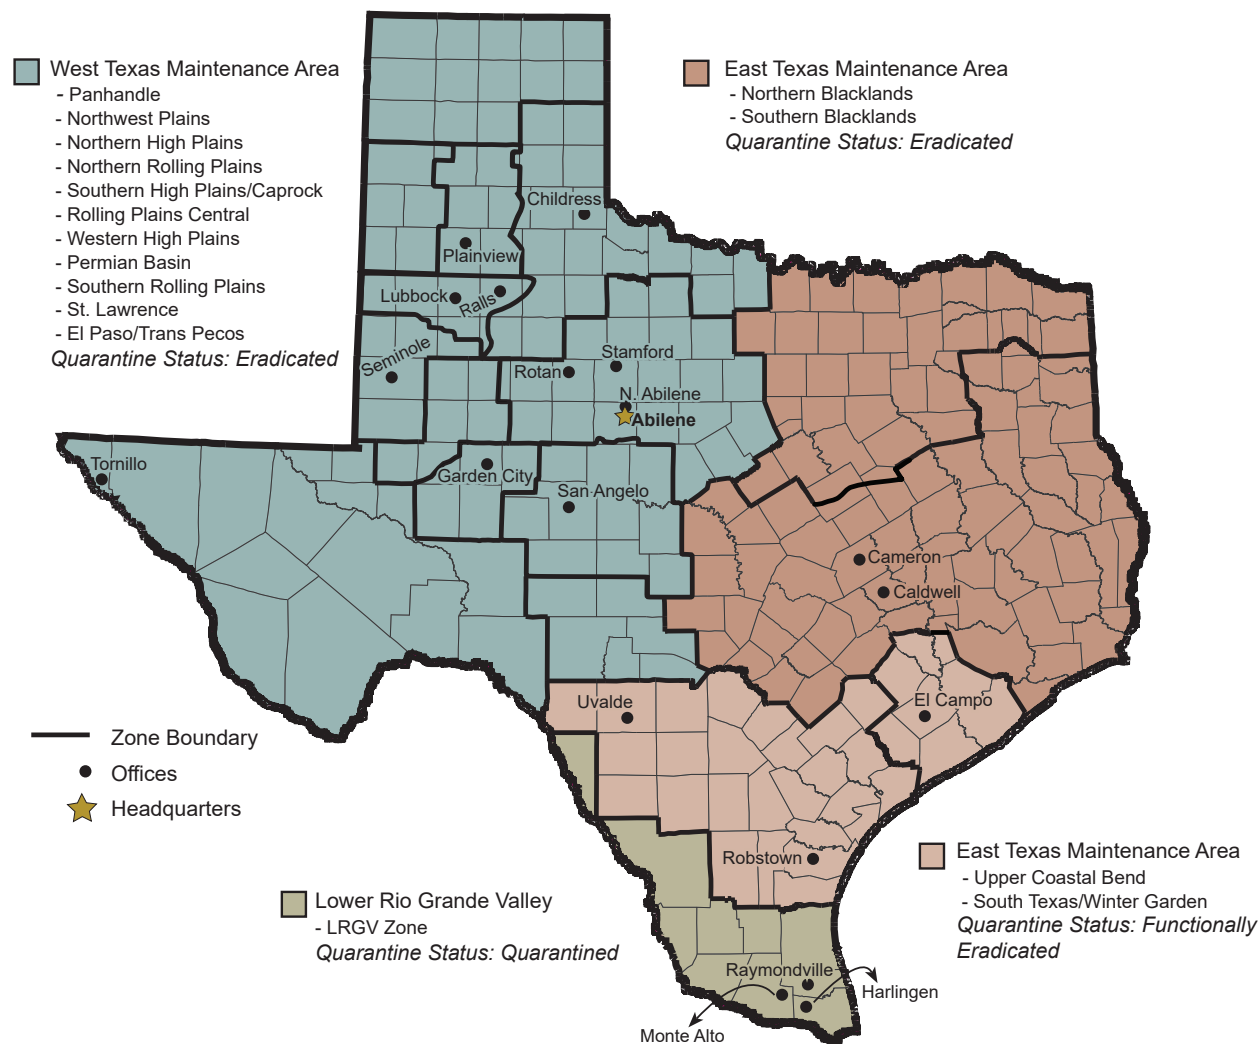 West Texas Maintenance Area
- Panhandle
- Northwest Plains
- Northern High Plains
- Northern Rolling Plains
- Southern High Plains/Caprock
- Rolling Plains Central
- Western High Plains
- Permian Basin
- Southern Rolling Plains
- St. Lawrence
- El Paso/Trans Pecos
Quarantine Status: Eradicated
East Texas Maintenance Area
- Northern Blacklands
- Southern Blacklands
Quarantine Status: Eradicated
Childress
Plainview
Lubbock
Ralls
Seminole
Rotan
Stamford
N. Abilene
Abilene
Tornillo
Garden City
San Angelo
Cameron
Caldwell
Uvalde
El Campo
Zone Boundary
Offices
Headquarters
Robstown
East Texas Maintenance Area
- Upper Coastal Bend
- South Texas/Winter Garden
Quarantine Status: Functionally
Eradicated
Lower Rio Grande Valley
- LRGV Zone
Quarantine Status: Quarantined
Raymondville
Harlingen
Monte Alto